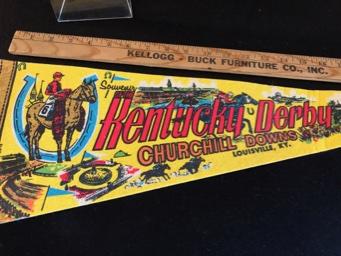 KELLOGG - BUCK FURNITURE CO., INC.
Souvenir
Kentucky Derby
CHURCHILL DOWNS
LOUISVILLE, KY.